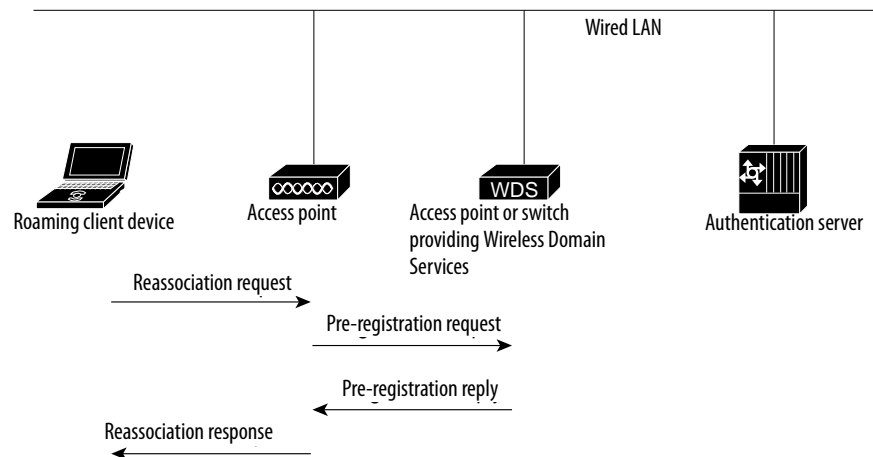 Wired LAN
WDS
Roaming client device
Access point
Access point or switch
providing Wireless Domain
Services
Authentication server
Reassociation request
Pre-registration request
Pre-registration reply
Reassociation response